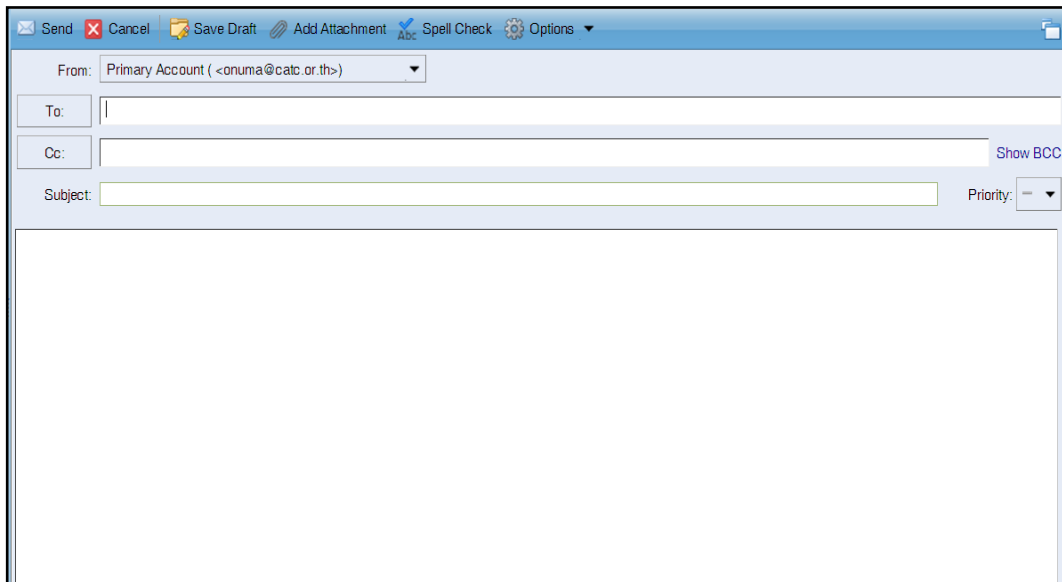 Send Cancel Save Draft Add Attachment Abc Spell Check Options
From: Primary Account ( <onuma@catc.or.th>)
To:
Cc: Show BCC
Subject: Priority: